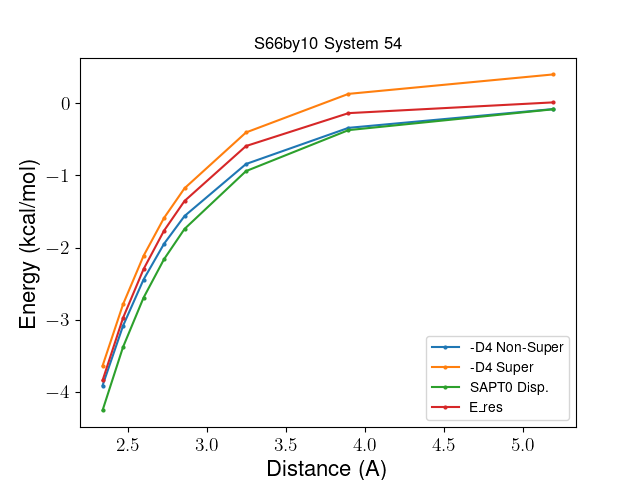 S66by10 System 54
Energy (kcal/mol)
0
−1
−2
−3
−4
2.5 3.0 3.5 4.0 4.5 5.0
Distance (A)
-D4 Non-Super
-D4 Super
SAPT0 Disp.
E_res